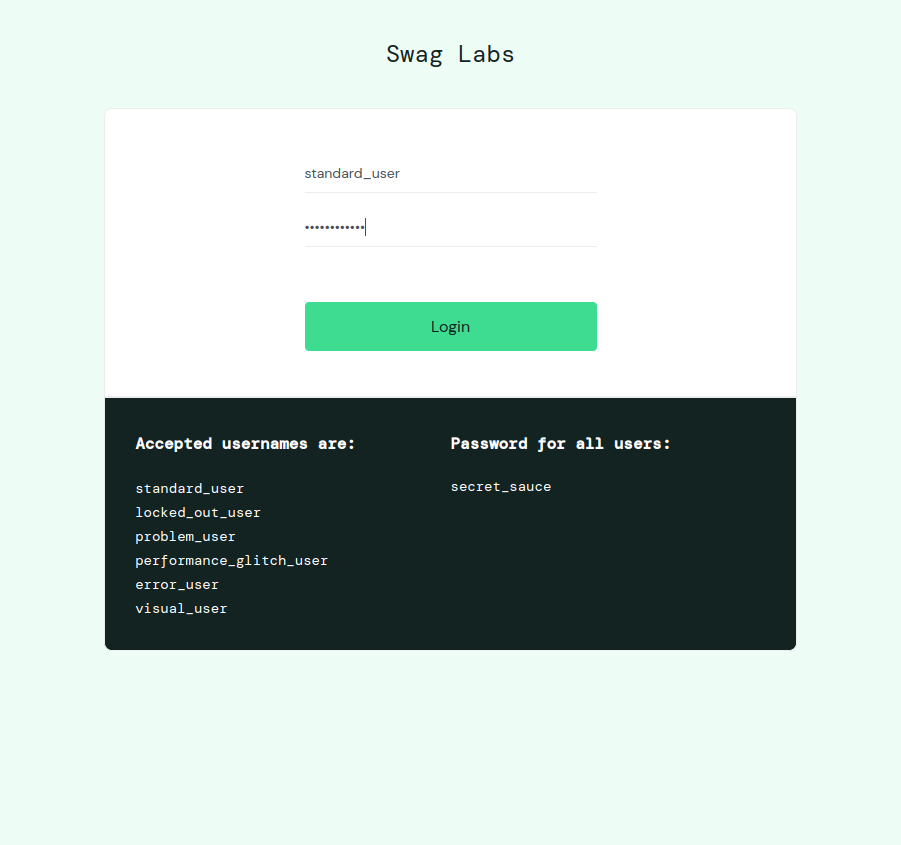 Swag Labs
standard_user
••••••••••••
Login
Accepted usernames are:
standard_user
locked_out_user
problem_user
performance_glitch_user
error_user
visual_user
Password for all users:
secret_sauce